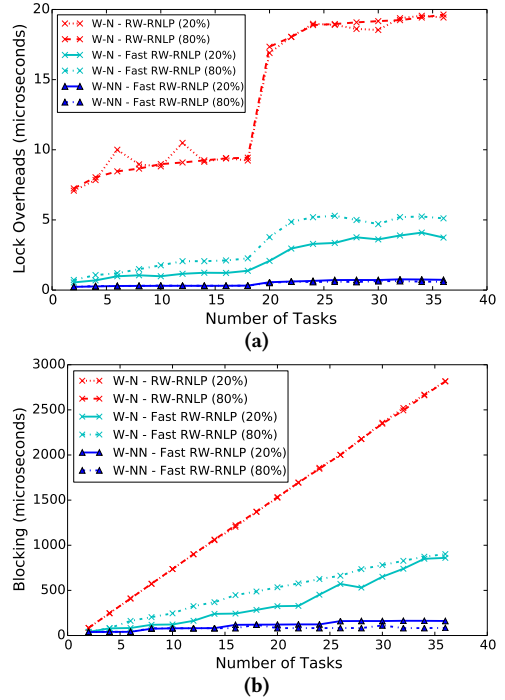 20
15
10
5
0
Lock Overheads (microseconds)
W-N - RW-RNLP (20%)
W-N - RW-RNLP (80%)
W-N - Fast RW-RNLP (20%)
W-N - Fast RW-RNLP (80%)
W-NN - Fast RW-RNLP (20%)
W-NN - Fast RW-RNLP (80%)
0 5 10 15 20 25 30 35 40
Number of Tasks
(a)
3000
2500
2000
1500
1000
500
0
Blocking (microseconds)
W-N - RW-RNLP (20%)
W-N - RW-RNLP (80%)
W-N - Fast RW-RNLP (20%)
W-N - Fast RW-RNLP (80%)
W-NN - Fast RW-RNLP (20%)
W-NN - Fast RW-RNLP (80%)
0 5 10 15 20 25 30 35 40
Number of Tasks
(b)